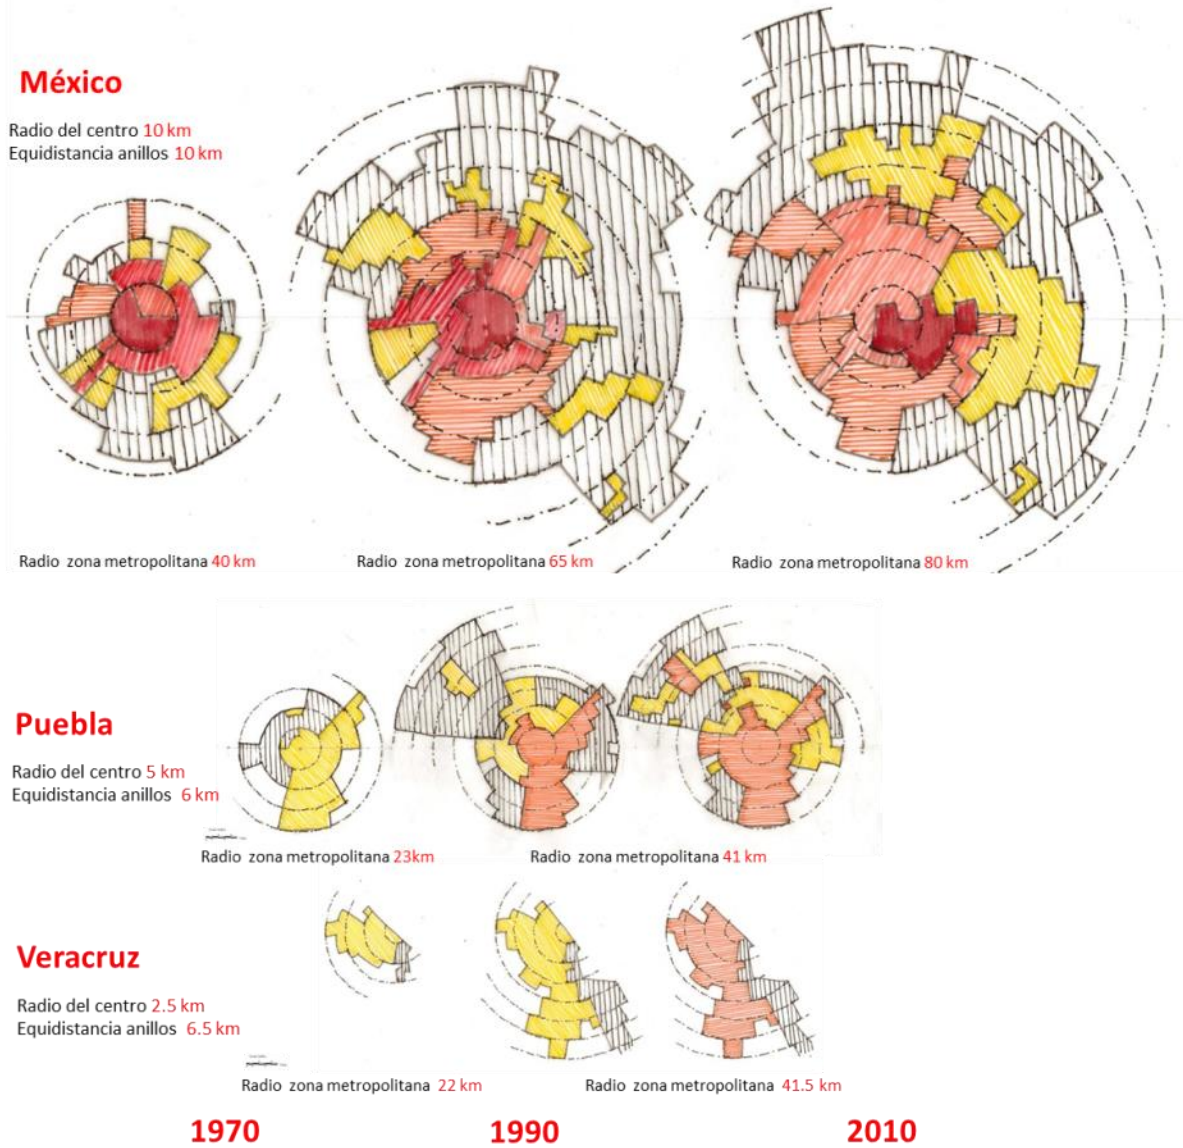 México
Radio del centro 10 km
Equidistancia anillos 10 km
Radio zona metropolitana 40 km
Radio zona metropolitana 65 km
Radio zona metropolitana 80 km
Puebla
Radio del centro 5 km
Equidistancia anillos 6 km
Radio zona metropolitana 23km
Radio zona metropolitana 41 km
Veracruz
Radio del centro 2.5 km
Equidistancia anillos 6.5 km
Radio zona metropolitana 22 km
Radio zona metropolitana 41.5 km
1970
1990
2010